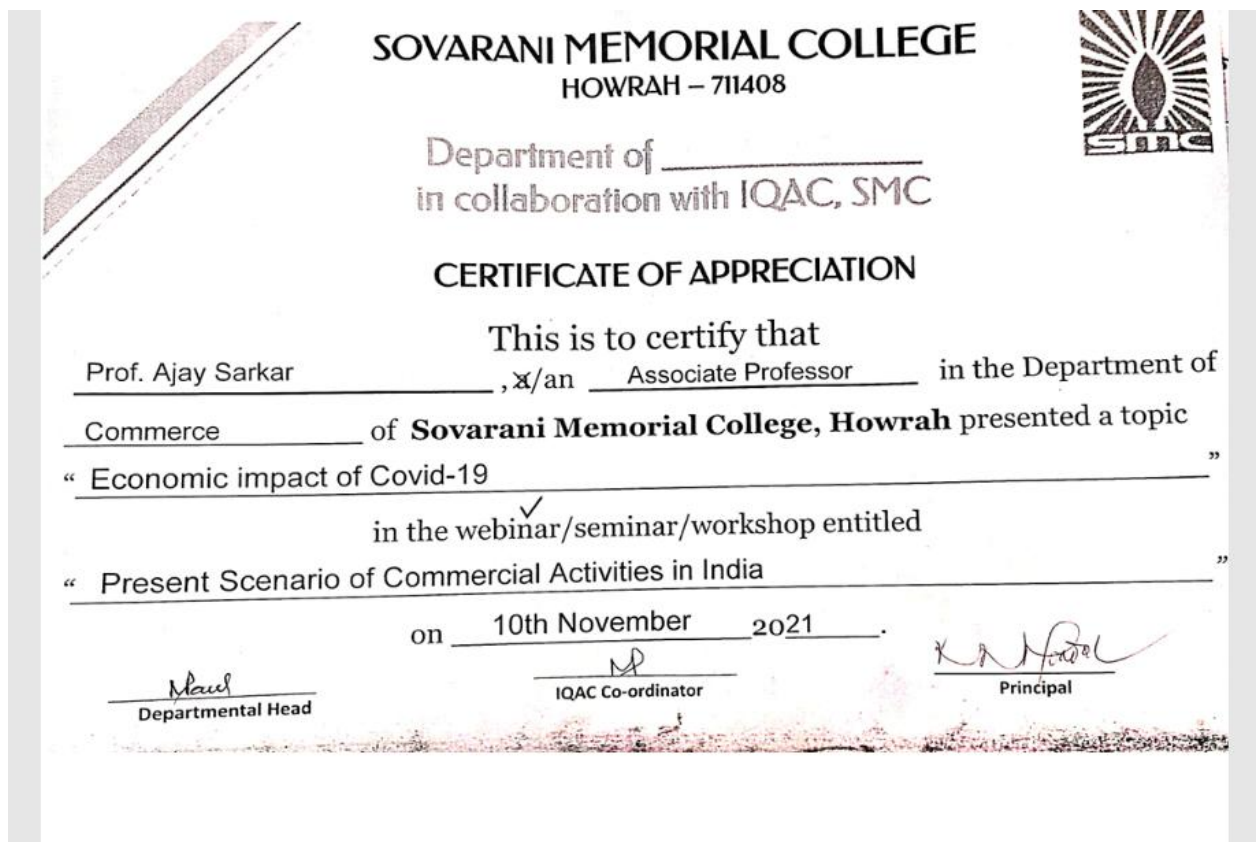 SOVARANI MEMORIAL COLLEGE
HOWRAH – 711408
smc
Department of
in collaboration with IQAC, SMC
CERTIFICATE OF APPRECIATION
This is to certify that
Prof. Ajay Sarkar , a/an Associate Professor in the Department of
Commerce of Sovarani Memorial College, Howrah presented a topic
“ Economic impact of Covid-19 ”
in the webinar/seminar/workshop entitled
“ Present Scenario of Commercial Activities in India ”
on 10th November 2021 .
Departmental Head
IQAC Co-ordinator
Principal